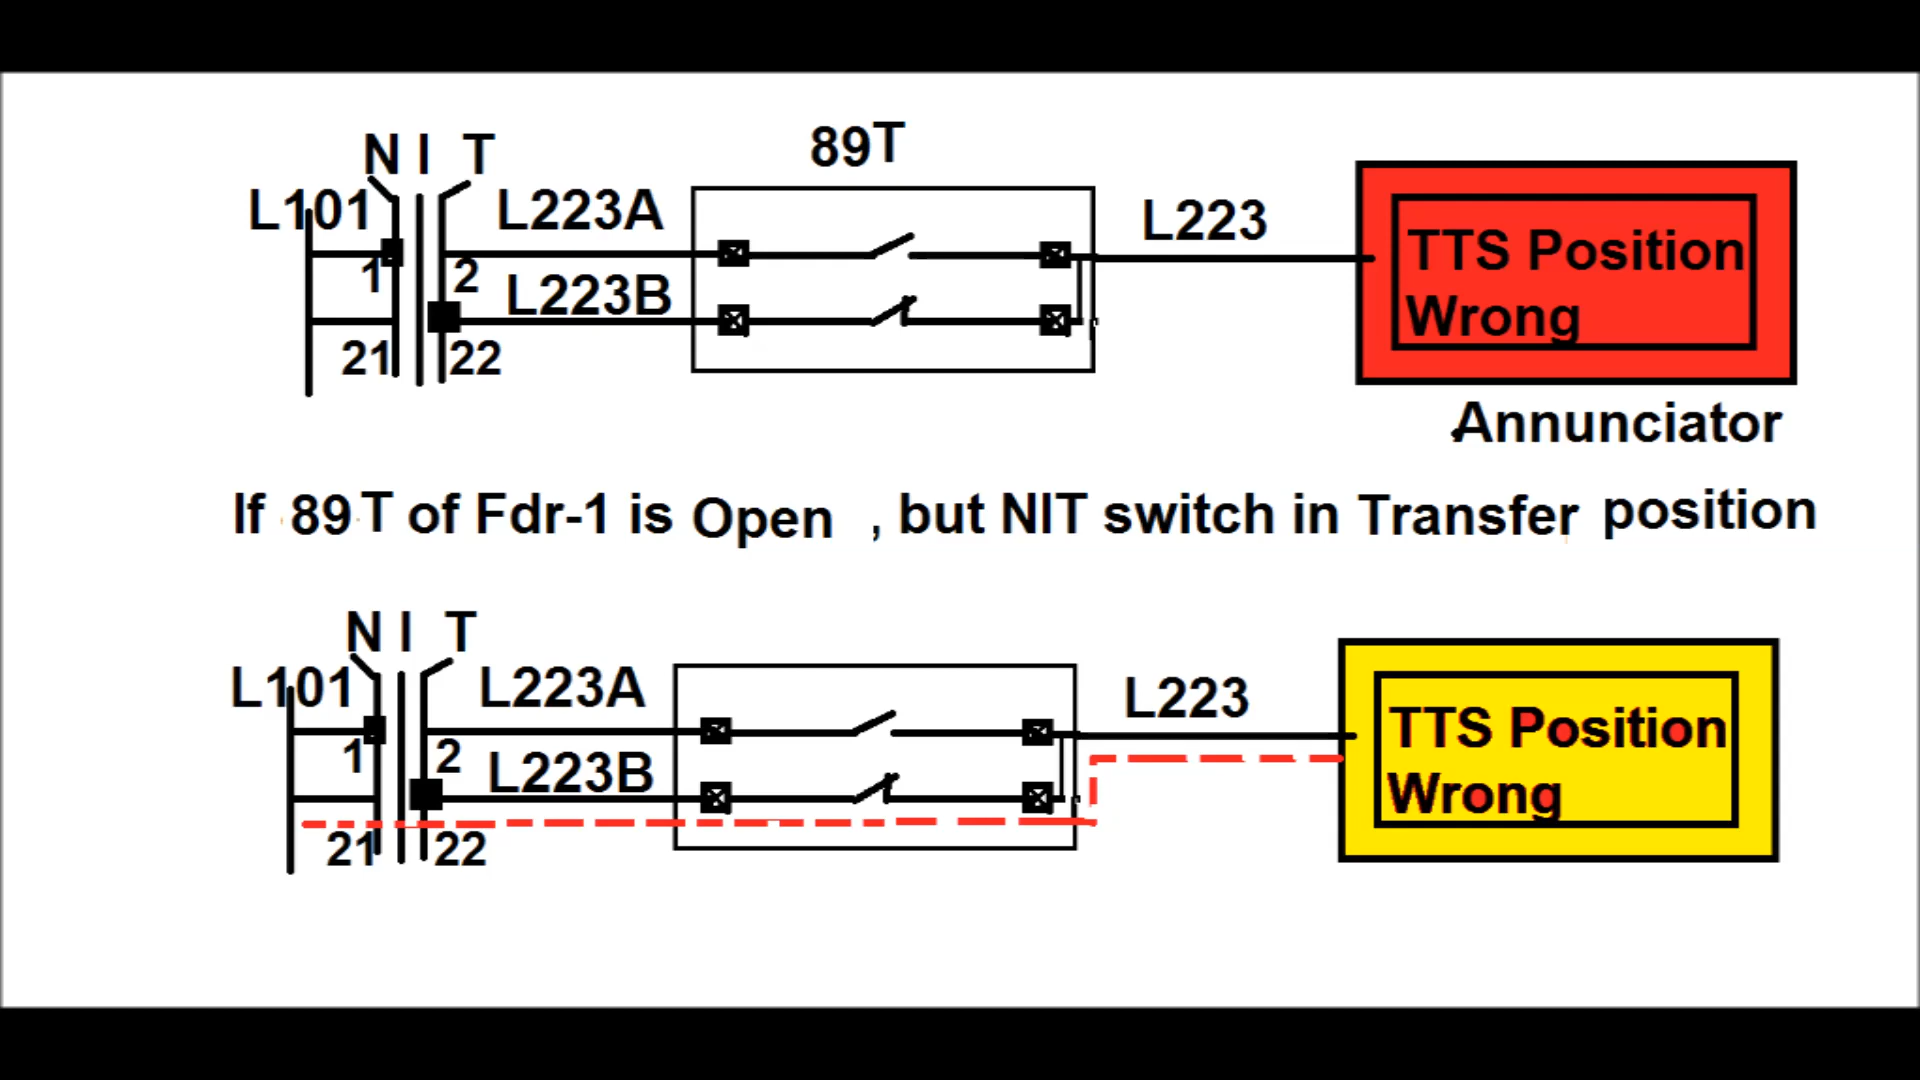 89T
N I T
L101 L223A L223
1 2
L223B
21 22
TTS Position
Wrong
Annunciator
If 89 T of Fdr-1 is Open , but NIT switch in Transfer position
N I T
L101 L223A L223
1 2
L223B
21 22
TTS Position
Wrong